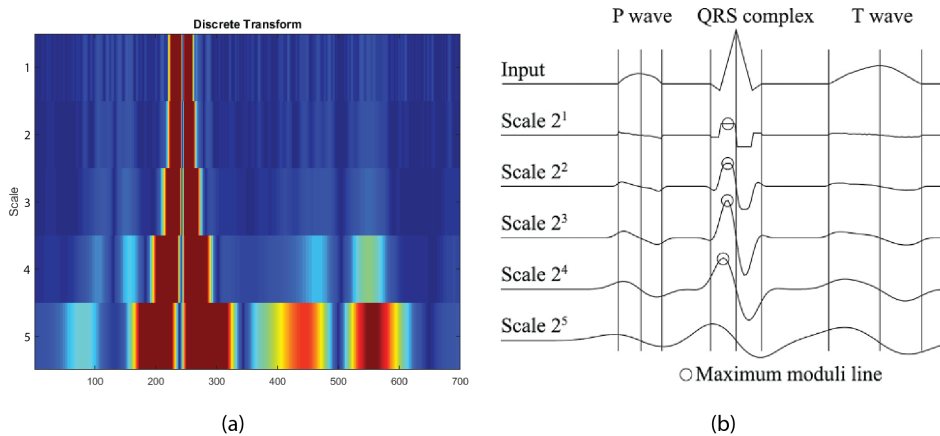 Discrete Transform
Scale
1
2
3
4
5
100 200 300 400 500 600 700
(a)
P wave QRS complex T wave
Input
Scale 2¹
Scale 2²
Scale 2³
Scale 2⁴
Scale 2⁵
Maximum moduli line
(b)